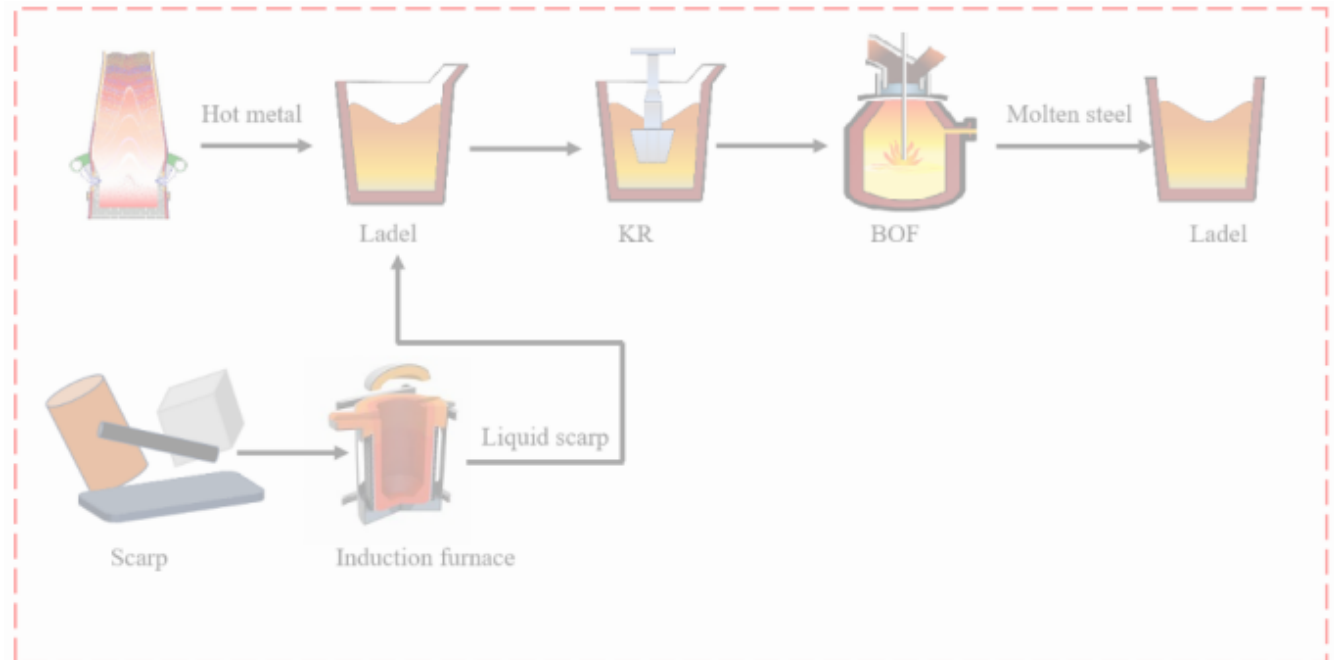 Hot metal
Molten steel
Ladel
KR
BOF
Ladel
Liquid scarp
Scarp
Induction furnace